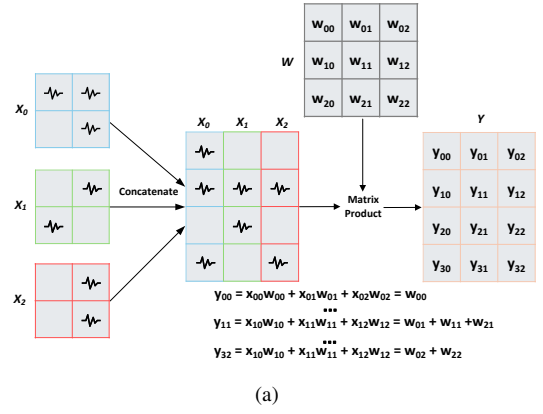 W
w00 w01 w02
w10 w11 w12
w20 w21 w22
X0
X1
X2
Concatenate
X0 X1 X2
Matrix
Product
Y
y00 y01 y02
y10 y11 y12
y20 y21 y22
y30 y31 y32
y00 = x00w00 + x01w01 + x02w02 = w00
...
y11 = x10w01 + x11w11 + x12w12 = w01 + w11 +w21
...
y32 = x10w10 + x11w11 + x12w12 = w02 + w22
(a)